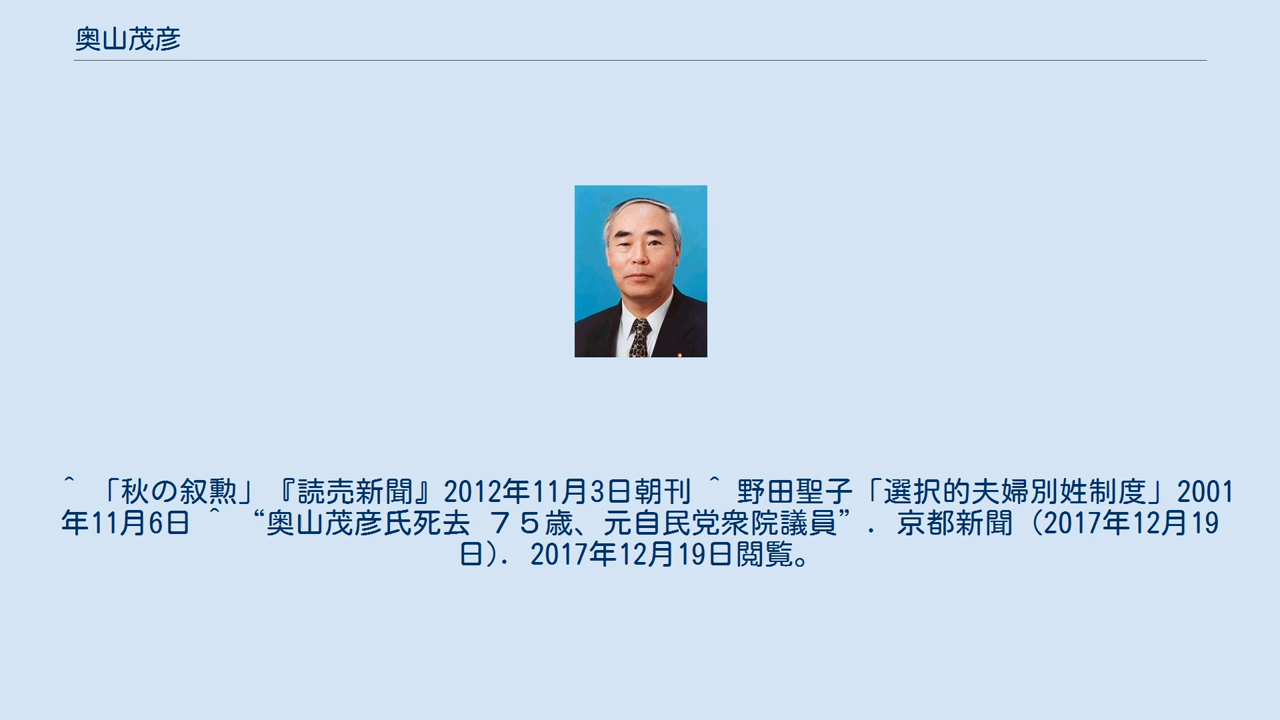 奥山茂彦
^ 「秋の叙勲」『読売新聞』2012年11月3日朝刊 ^ 野田聖子「選択的夫婦別姓制度」2001
年11月6日 ^ “奥山茂彦氏死去 ７５歳、元自民党衆院議員”. 京都新聞 (2017年12月19
日). 2017年12月19日閲覧。